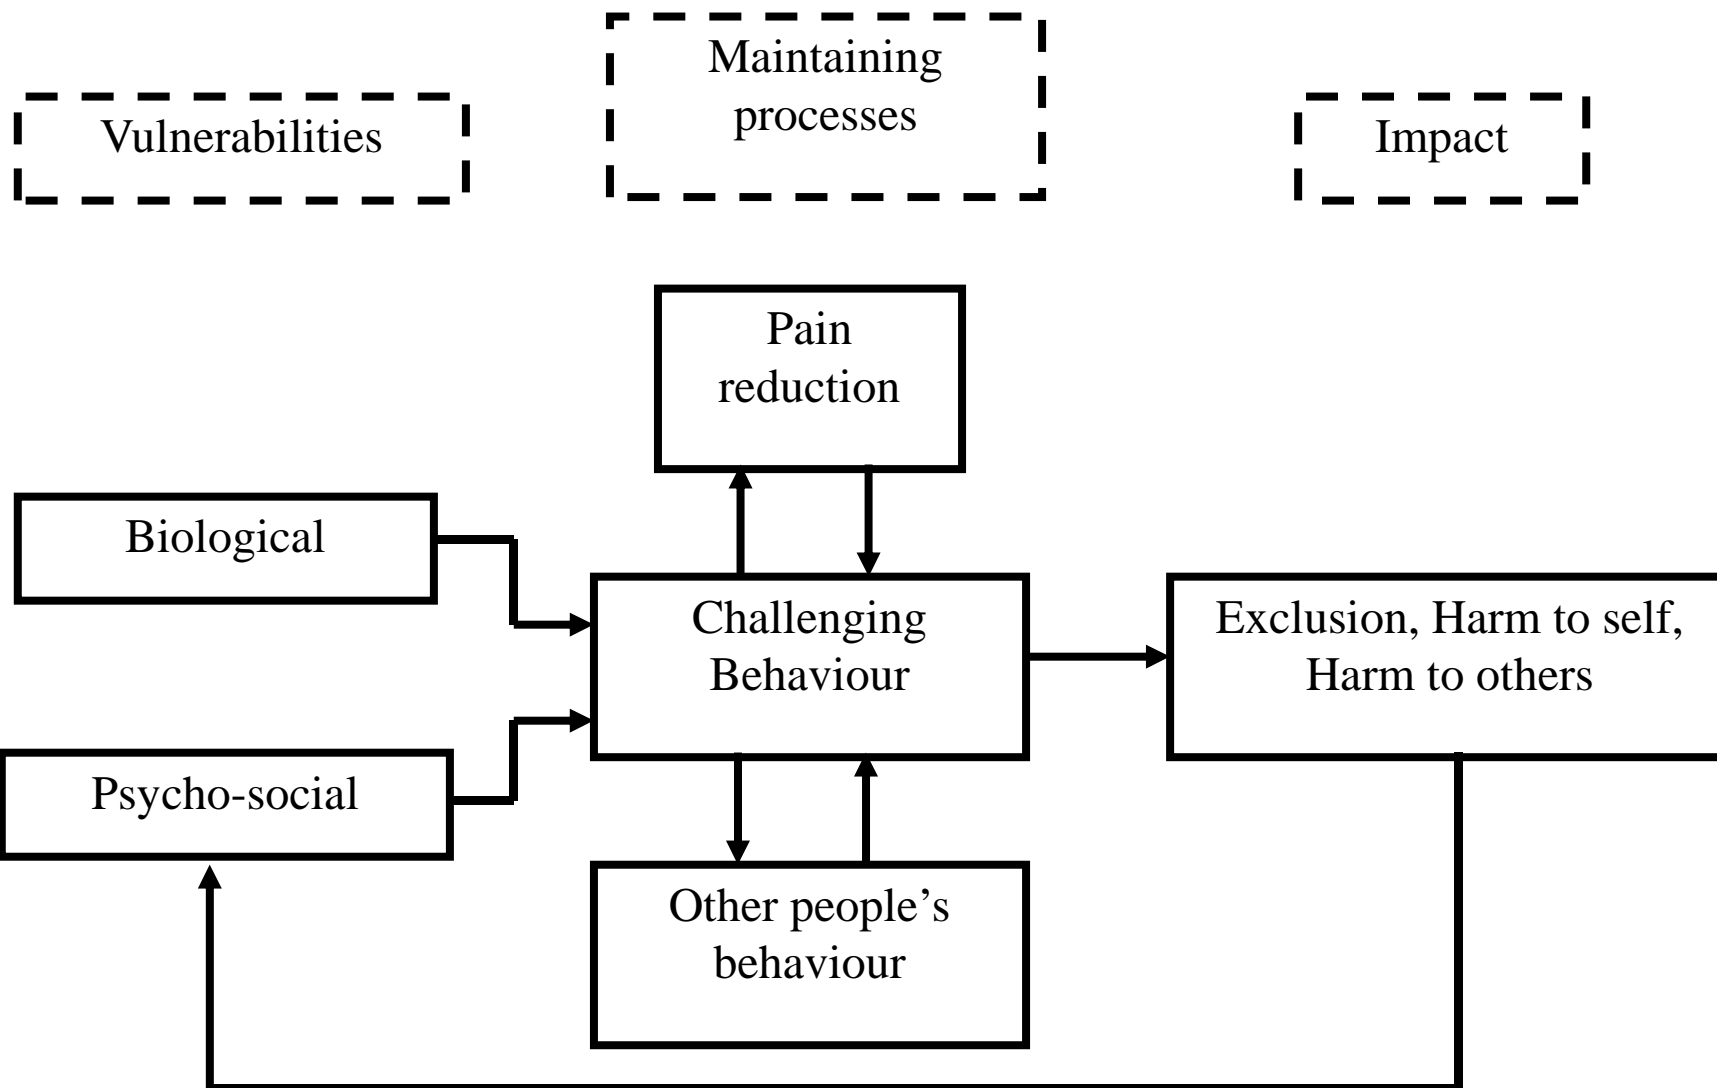 Maintaining
processes
Vulnerabilities
Impact
Pain
reduction
Biological
Challenging
Behaviour
Exclusion, Harm to self,
Harm to others
Psycho-social
Other people’s
behaviour